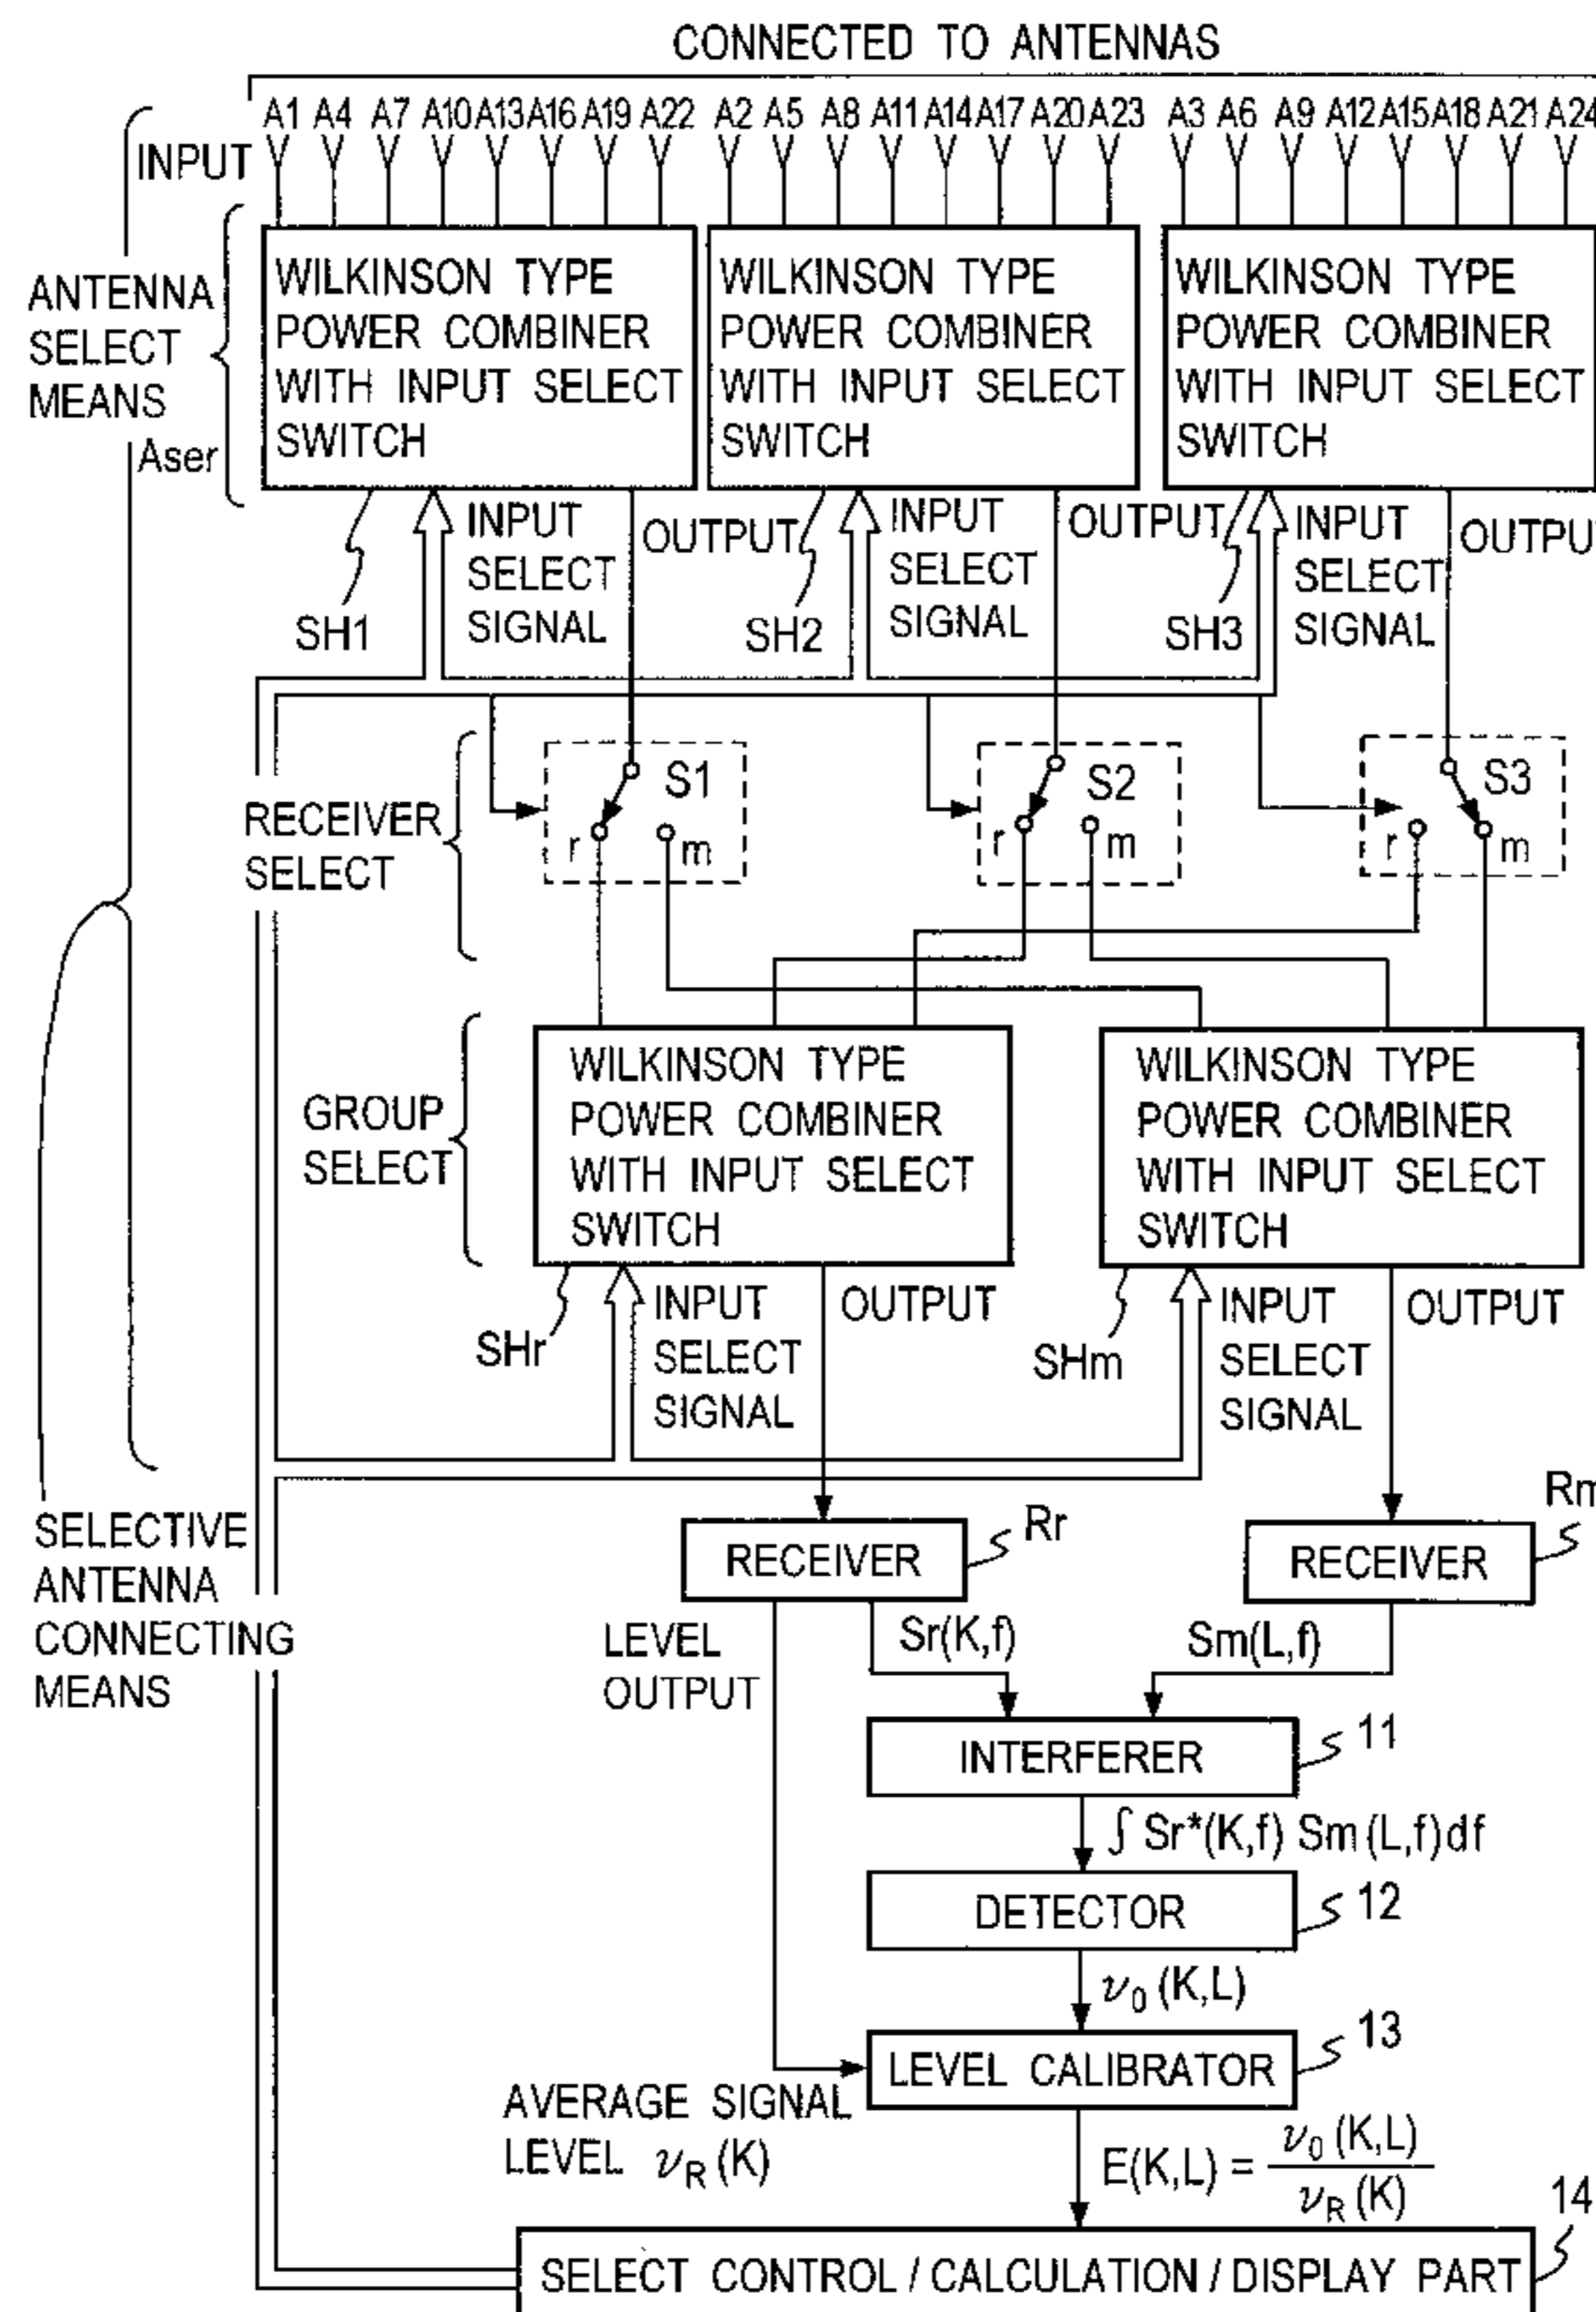 CONNECTED TO ANTENNAS
A1 A4 A7 A10 A13 A16 A19 A22 A2 A5 A8 A11 A14 A17 A20 A23 A3 A6 A9 A12 A15 A18 A21 A24
INPUT
ANTENNA
SELECT
MEANS
Aser
WILKINSON TYPE
POWER COMBINER
WITH INPUT SELECT
SWITCH
WILKINSON TYPE
POWER COMBINER
WITH INPUT SELECT
SWITCH
WILKINSON TYPE
POWER COMBINER
WITH INPUT SELECT
SWITCH
SH1
INPUT
SELECT
SIGNAL
OUTPUT
SH2
INPUT
SELECT
SIGNAL
OUTPUT
SH3
INPUT
SELECT
SIGNAL
OUTPU
RECEIVER
SELECT
S1
r
m
S2
r
m
S3
r
m
GROUP
SELECT
WILKINSON TYPE
POWER COMBINER
WITH INPUT SELECT
SWITCH
WILKINSON TYPE
POWER COMBINER
WITH INPUT SELECT
SWITCH
SHr
INPUT
SELECT
SIGNAL
OUTPUT
SHm
INPUT
SELECT
SIGNAL
OUTPUT
SELECTIVE
ANTENNA
CONNECTING
MEANS
RECEIVER
Rr
RECEIVER
Rm
LEVEL
OUTPUT
Sr(K,f)
Sm(L,f)
INTERFERER
11
∫ Sr*(K,f) Sm(L,f)df
DETECTOR
12
ν₀(K,L)
LEVEL CALIBRATOR
13
AVERAGE SIGNAL
LEVEL ν_R(K)
E(K,L) = ν₀(K,L) / ν_R(K)
14
SELECT CONTROL / CALCULATION / DISPLAY PART